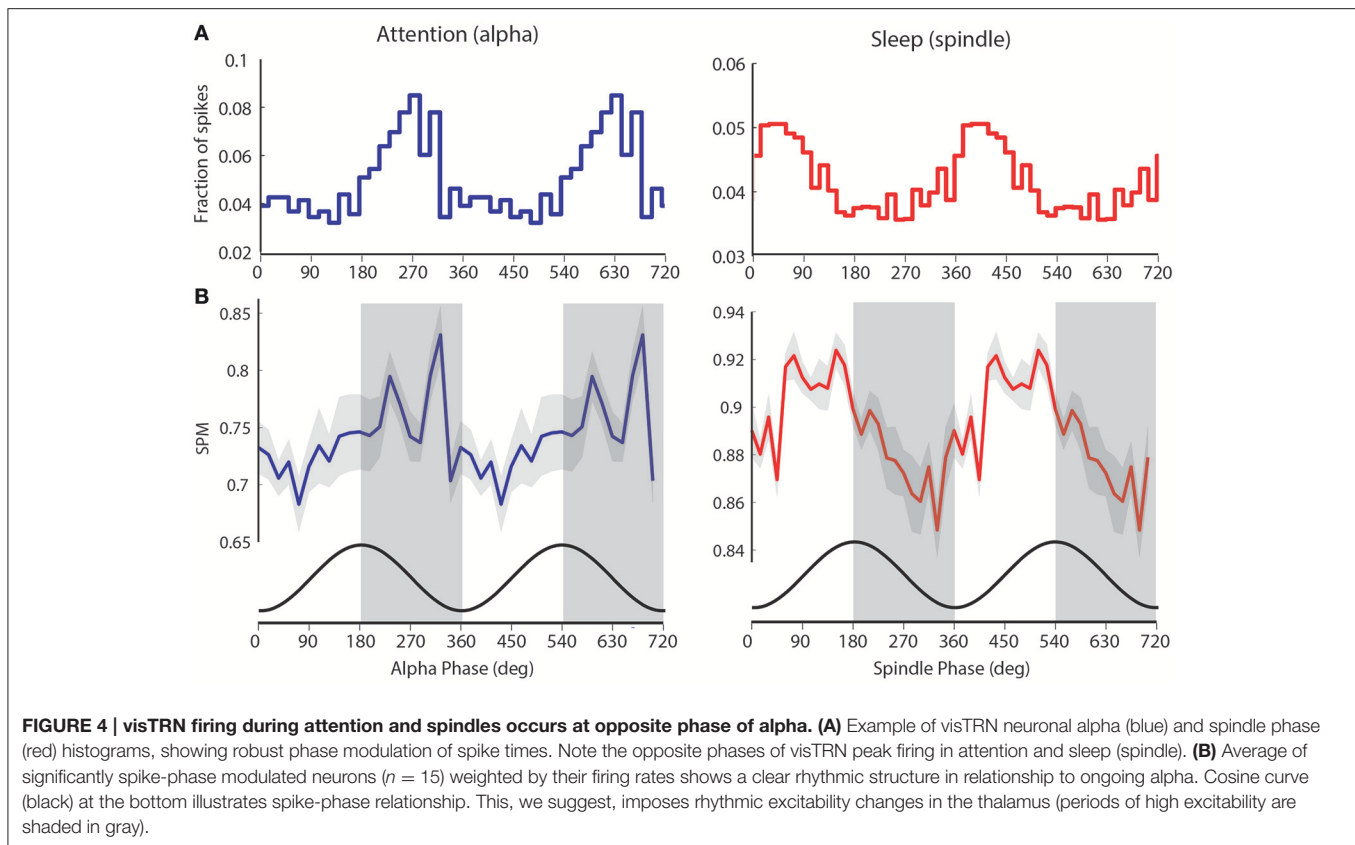 A
Attention (alpha)
Sleep (spindle)
Fraction of spikes
0.1
0.08
0.06
0.04
0.02
0 90 180 270 360 450 540 630 720
0.06
0.05
0.04
0.03
0 90 180 270 360 450 540 630 720
B
SPM
0.85
0.8
0.75
0.7
0.65
0 90 180 270 360 450 540 630 720
Alpha Phase (deg)
0.94
0.92
0.9
0.88
0.86
0.84
0 90 180 270 360 450 540 630 720
Spindle Phase (deg)
FIGURE 4 | visTRN firing during attention and spindles occurs at opposite phase of alpha. (A) Example of visTRN neuronal alpha (blue) and spindle phase
(red) histograms, showing robust phase modulation of spike times. Note the opposite phases of visTRN peak firing in attention and sleep (spindle). (B) Average of
significantly spike-phase modulated neurons (n = 15) weighted by their firing rates shows a clear rhythmic structure in relationship to ongoing alpha. Cosine curve
(black) at the bottom illustrates spike-phase relationship. This, we suggest, imposes rhythmic excitability changes in the thalamus (periods of high excitability are
shaded in gray).